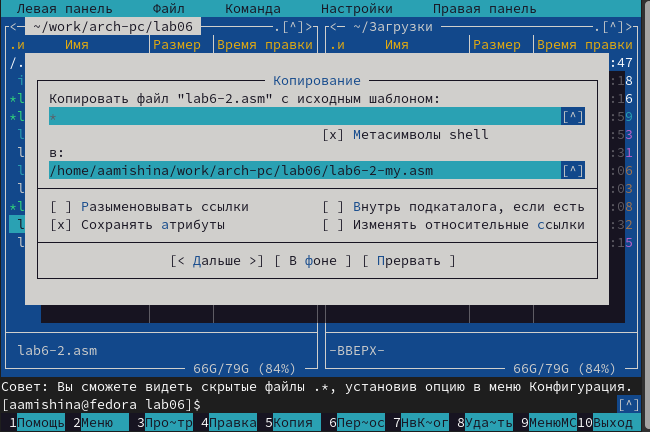 Левая панель Файл Команда Настройки Правая панель
<─ ~/work/arch-pc/lab06 .[^]> <─ ~/Загрузки .[^]>
.и Имя Размер Время правки .и Имя Размер Время правки
/. :47
Копирование
:18
Копировать файл "lab6-2.asm" с исходным шаблоном:
*l :16
* [^]
*l :59
[x] Метасимволы shell
l :53
в:
l :31
/home/aamishina/work/arch-pc/lab06/lab6-2-my.asm [^]
l :06
l :03
[ ] Разыменовывать ссылки [ ] Внутрь подкаталога, если есть
*l :08
[x] Сохранять атрибуты [ ] Изменять относительные ссылки
l :32
l :15
[< Дальше >] [ В фоне ] [ Прервать ]
lab6-2.asm -ВВЕРХ-
66G/79G (84%) 66G/79G (84%)
Совет: Вы сможете видеть скрытые файлы .*, установив опцию в меню Конфигурация.
[aamishina@fedora lab06]$ [^]
1Помощь 2Меню 3Про~тр 4Правка 5Копия 6Пер~ос 7НвК~ог 8Уда~ть 9МенюMC 10Выход